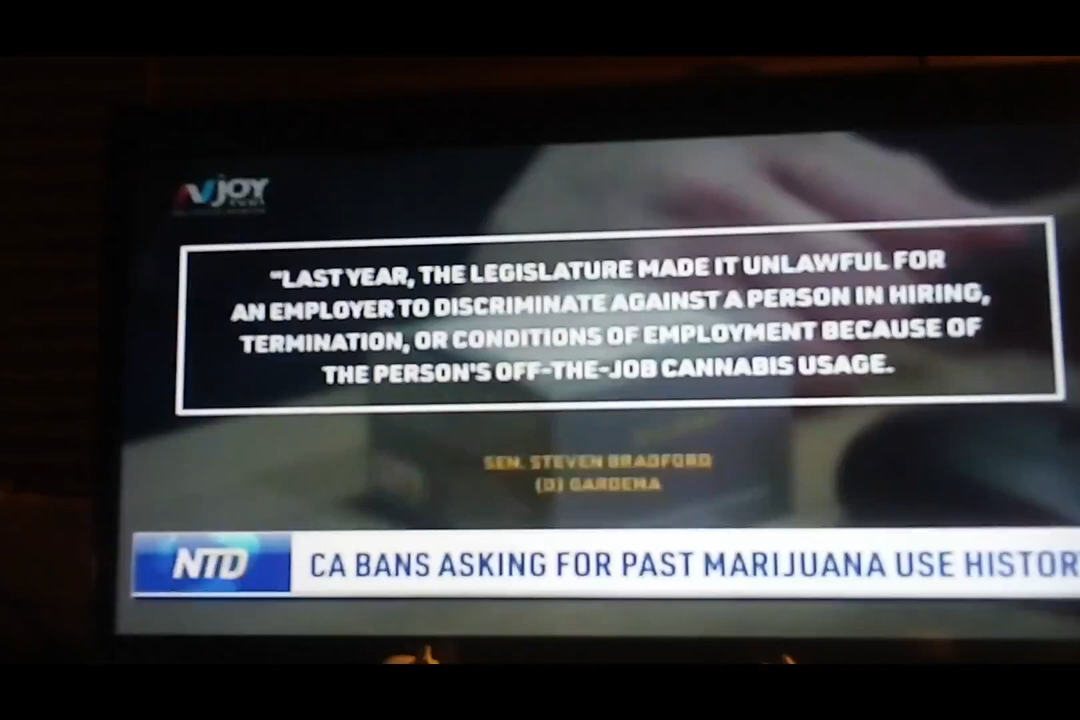 JOY
"LAST YEAR, THE LEGISLATURE MADE IT UNLAWFUL FOR
AN EMPLOYER TO DISCRIMINATE AGAINST A PERSON IN HIRING,
TERMINATION, OR CONDITIONS OF EMPLOYMENT BECAUSE OF
THE PERSON'S OFF-THE-JOB CANNABIS USAGE.
SEN. STEVEN BRADFORD
(D) GARDENA
NTD
CA BANS ASKING FOR PAST MARIJUANA USE HISTOR